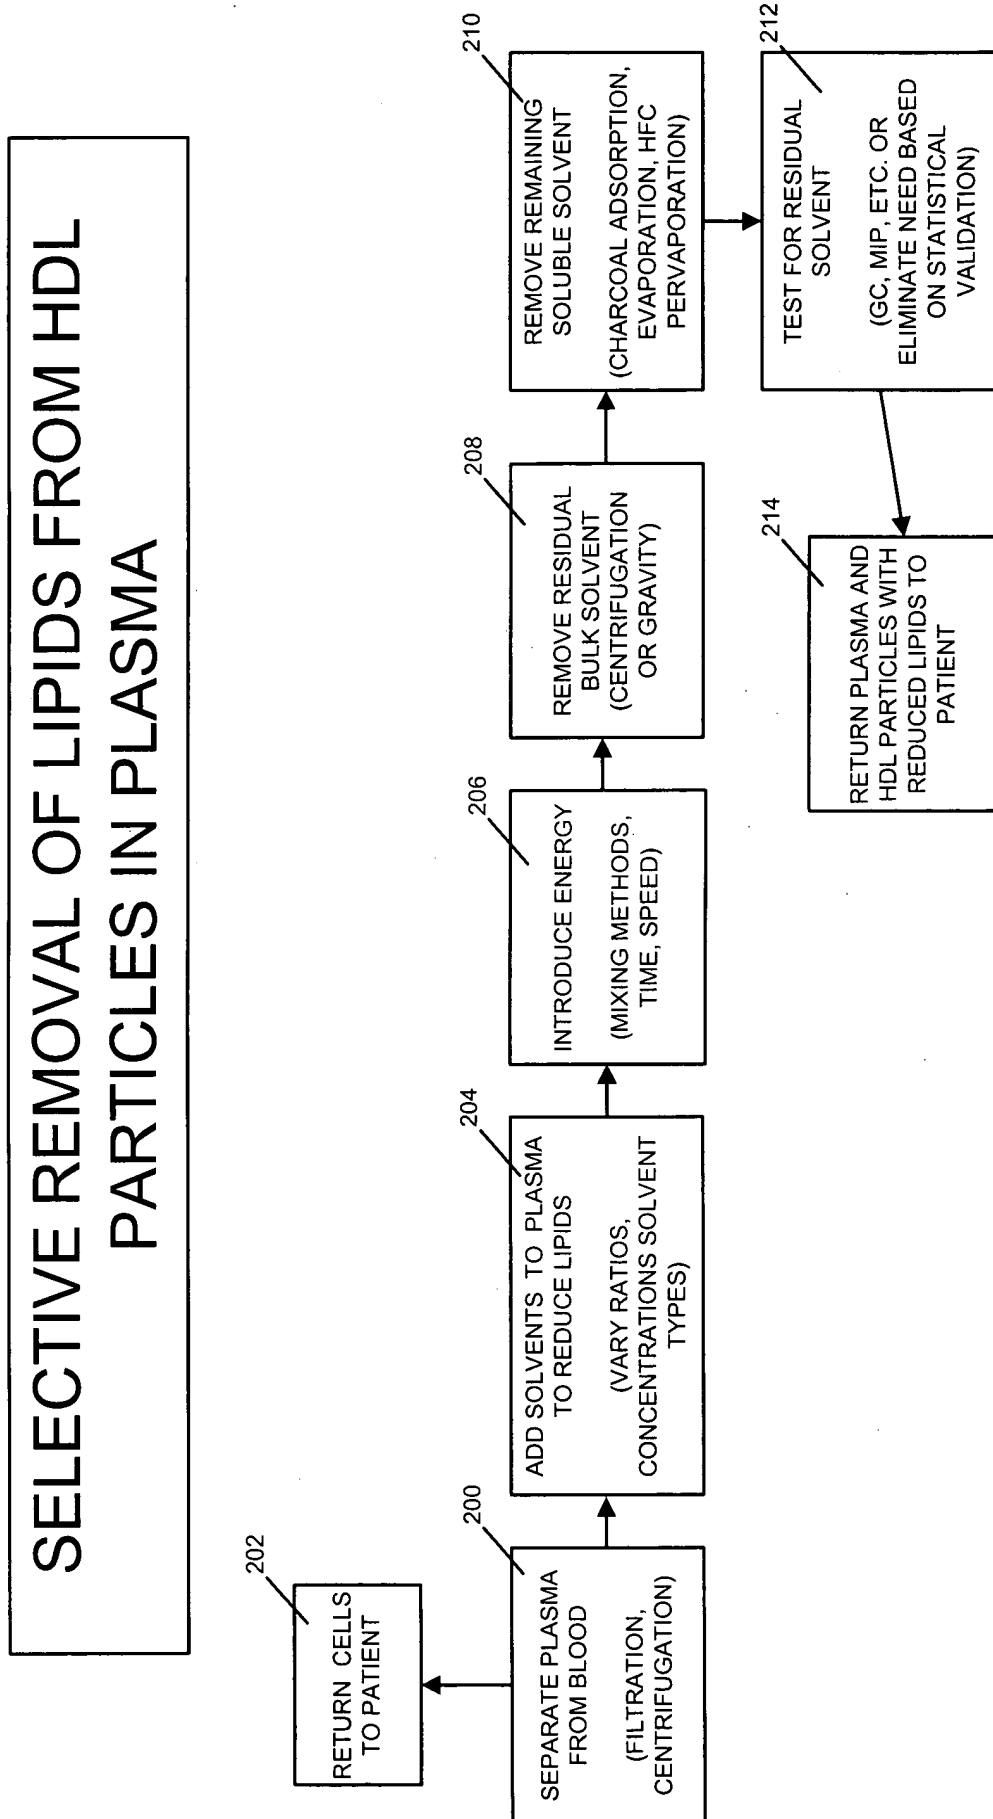 SELECTIVE REMOVAL OF LIPIDS FROM HDL
PARTICLES IN PLASMA
202
RETURN CELLS
TO PATIENT
200
SEPARATE PLASMA
FROM BLOOD
(FILTRATION,
CENTRIFUGATION)
204
ADD SOLVENTS TO PLASMA
TO REDUCE LIPIDS
(VARY RATIOS,
CONCENTRATIONS SOLVENT
TYPES)
206
INTRODUCE ENERGY
(MIXING METHODS,
TIME, SPEED)
208
REMOVE RESIDUAL
BULK SOLVENT
(CENTRIFUGATION
OR GRAVITY)
210
REMOVE REMAINING
SOLUBLE SOLVENT
(CHARCOAL ADSORPTION,
EVAPORATION, HFC
PERVAPORATION)
212
TEST FOR RESIDUAL
SOLVENT
(GC, MIP, ETC. OR
ELIMINATE NEED BASED
ON STATISTICAL
VALIDATION)
214
RETURN PLASMA AND
HDL PARTICLES WITH
REDUCED LIPIDS TO
PATIENT